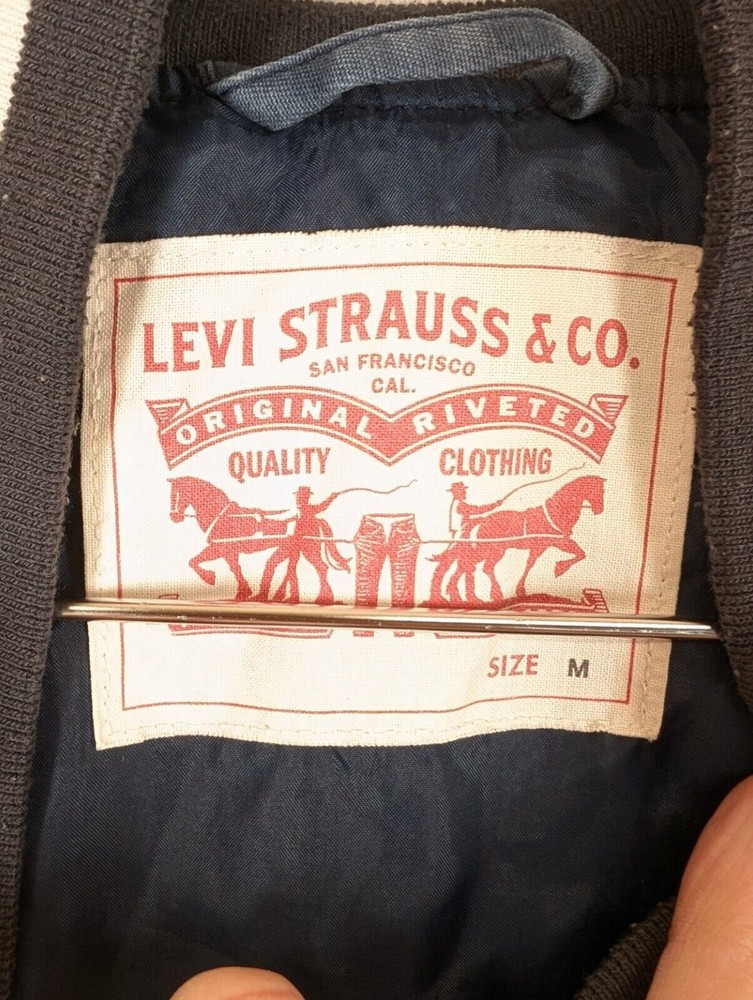 LEVI STRAUSS & CO.
SAN FRANCISCO
CAL.
ORIGINAL RIVETED
QUALITY CLOTHING
SIZE M